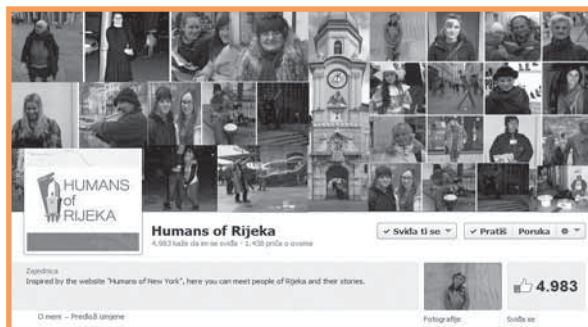 HUMANS
of
RIJEKA
Humans of Rijeka
4.983 kaže da im se sviđa · 1.438 priča o ovome
Sviđa ti se
Pratiš
Poruka
Zajednica
Inspired by the website "Humans of New York", here you can meet people of Rijeka and their stories.
O meni – Predloži izmjene
Fotografije
4.983
Sviđa se